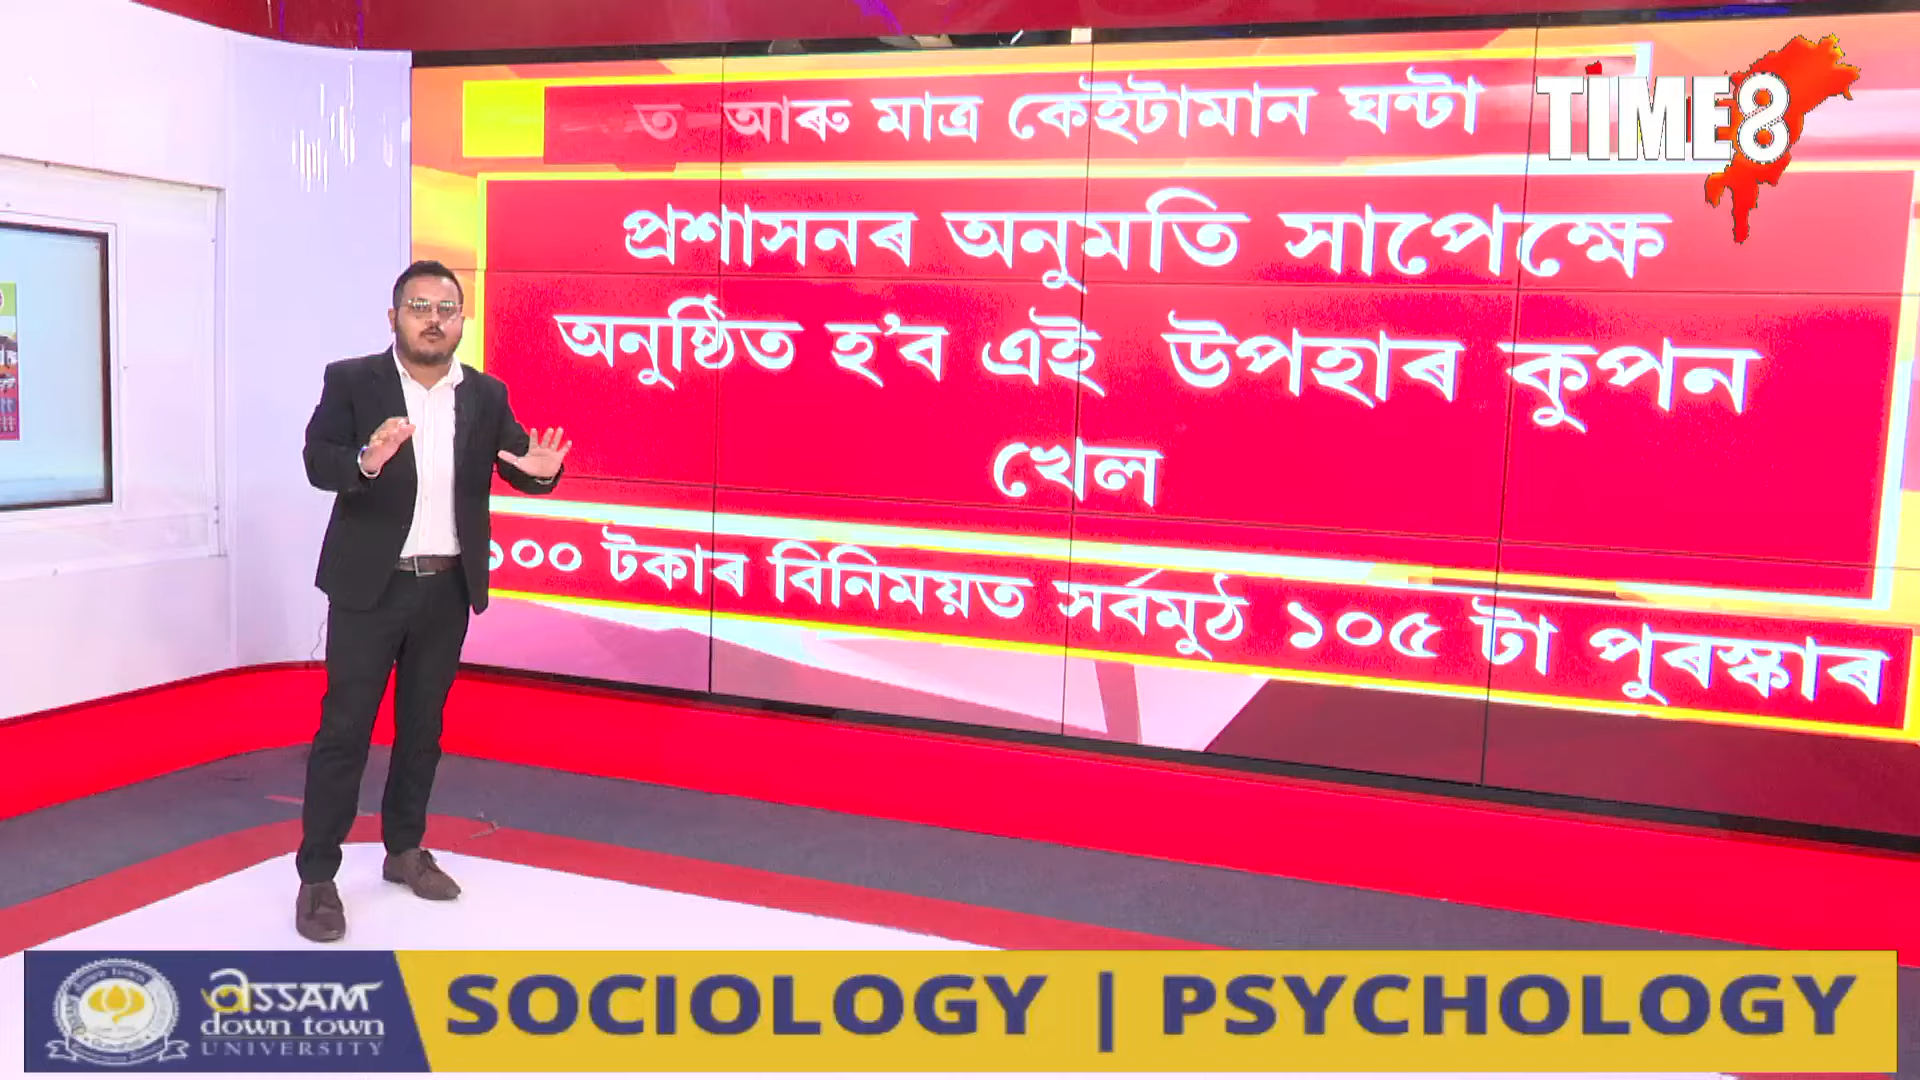 ত আৰু মাত্ৰ কেইটামান ঘন্টা
TIME8
প্ৰশাসনৰ অনুমতি সাপেক্ষে
অনুষ্ঠিত হ'ব এই উপহাৰ কুপন
খেল
১০০ টকাৰ বিনিময়ত সৰ্বমুঠ ১০৫ টা পুৰস্কাৰ
assam
down town
UNIVERSITY
SOCIOLOGY | PSYCHOLOGY